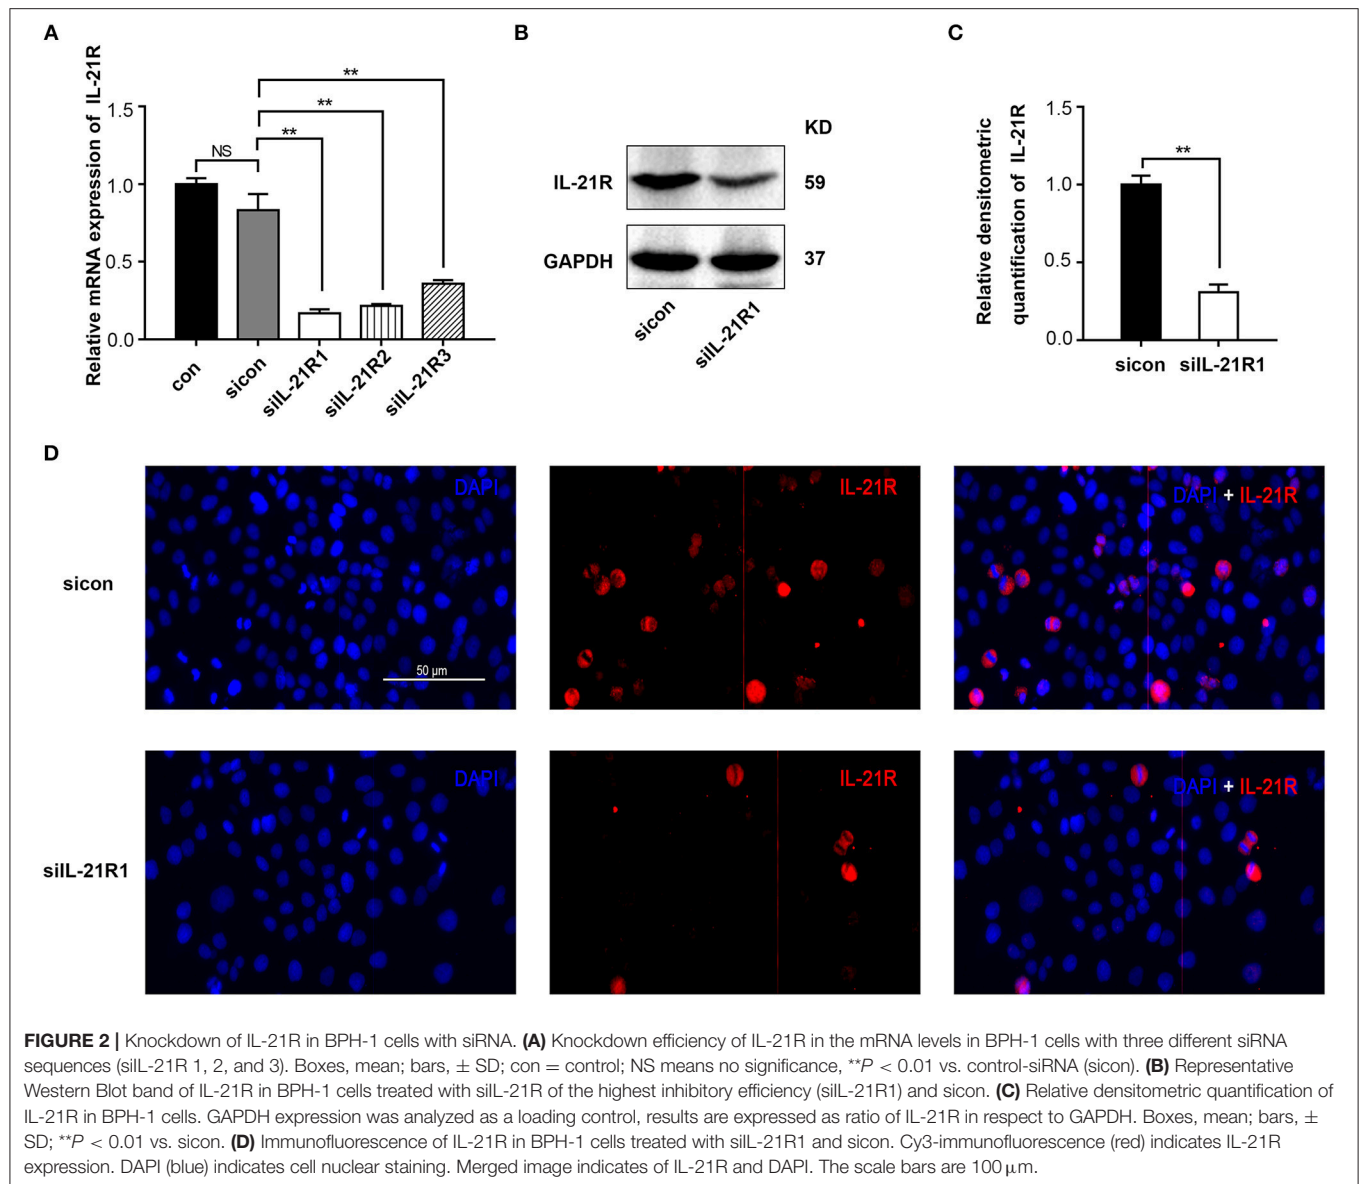 A
Relative mRNA expression of IL-21R
1.5
1.0
0.5
0.0
NS
**
**
**
con
sicon
siIL-21R1
siIL-21R2
siIL-21R3
B
KD
IL-21R
59
GAPDH
37
sicon
siIL-21R1
C
Relative densitometric
quantification of IL-21R
1.5
1.0
0.5
0.0
**
sicon
siIL-21R1
D
sicon
DAPI
50 µm
IL-21R
DAPI + IL-21R
siIL-21R1
DAPI
IL-21R
DAPI + IL-21R
FIGURE 2 | Knockdown of IL-21R in BPH-1 cells with siRNA. (A) Knockdown efficiency of IL-21R in the mRNA levels in BPH-1 cells with three different siRNA
sequences (siIL-21R 1, 2, and 3). Boxes, mean; bars, ± SD; con = control; NS means no significance, **P < 0.01 vs. control-siRNA (sicon). (B) Representative
Western Blot band of IL-21R in BPH-1 cells treated with siIL-21R of the highest inhibitory efficiency (siIL-21R1) and sicon. (C) Relative densitometric quantification of
IL-21R in BPH-1 cells. GAPDH expression was analyzed as a loading control, results are expressed as ratio of IL-21R in respect to GAPDH. Boxes, mean; bars, ±
SD; **P < 0.01 vs. sicon. (D) Immunofluorescence of IL-21R in BPH-1 cells treated with siIL-21R1 and sicon. Cy3-immunofluorescence (red) indicates IL-21R
expression. DAPI (blue) indicates cell nuclear staining. Merged image indicates of IL-21R and DAPI. The scale bars are 100 µm.